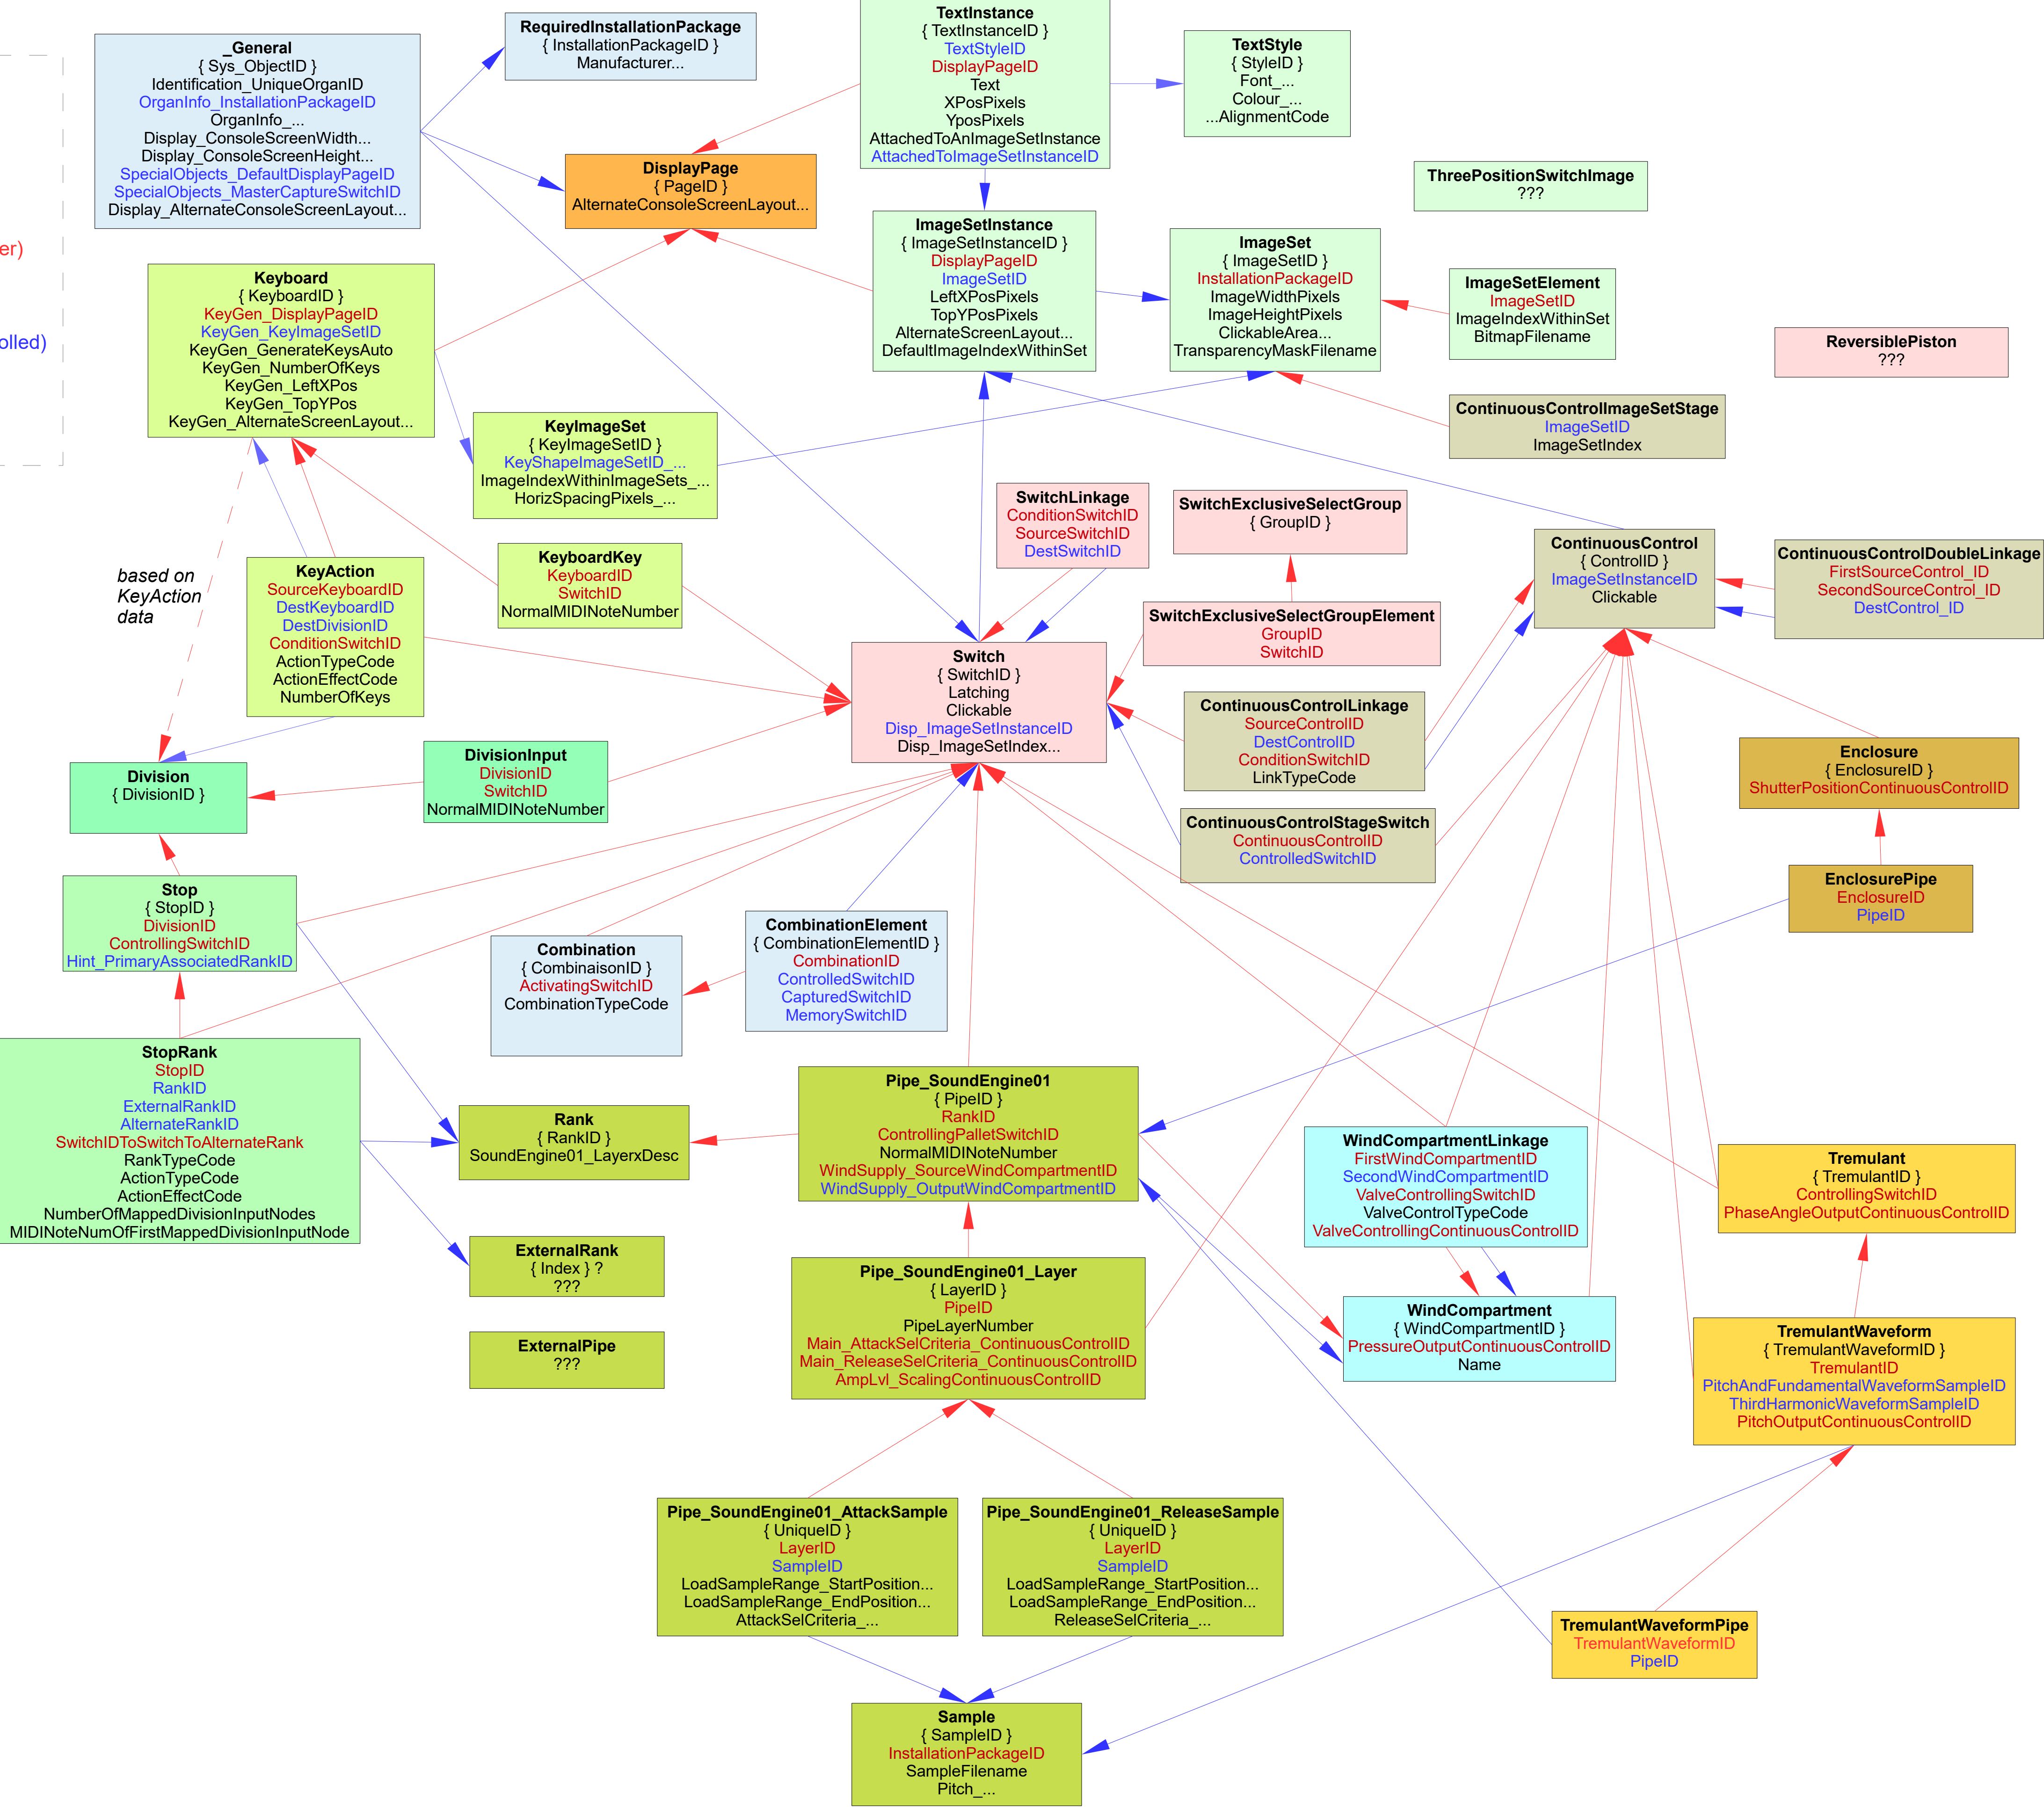 _General
{ Sys_ObjectID }
Identification_UniqueOrganID
OrganInfo_InstallationPackageID
OrganInfo_...
Display_ConsoleScreenWidth...
Display_ConsoleScreenHeight...
SpecialObjects_DefaultDisplayPageID
SpecialObjects_MasterCaptureSwitchID
Display_AlternateConsoleScreenLayout...
RequiredInstallationPackage
{ InstallationPackageID }
Manufacturer...
TextInstance
{ TextInstanceID }
TextStyleID
DisplayPageID
Text
XPosPixels
YposPixels
AttachedToAnImageSetInstance
AttachedToImageSetInstanceID
TextStyle
{ StyleID }
Font_...
Colour_...
...AlignmentCode
DisplayPage
{ PageID }
AlternateConsoleScreenLayout...
ThreePositionSwitchImage
???
er)
olled)
Keyboard
{ KeyboardID }
KeyGen_DisplayPageID
KeyGen_KeyImageSetID
KeyGen_GenerateKeysAuto
KeyGen_NumberOfKeys
KeyGen_LeftXPos
KeyGen_TopYPos
KeyGen_AlternateScreenLayout...
ImageSetInstance
{ ImageSetInstanceID }
DisplayPageID
ImageSetID
LeftXPosPixels
TopYPosPixels
AlternateScreenLayout...
DefaultImageIndexWithinSet
ImageSet
{ ImageSetID }
InstallationPackageID
ImageWidthPixels
ImageHeightPixels
ClickableArea...
TransparencyMaskFilename
ImageSetElement
ImageSetID
ImageIndexWithinSet
BitmapFilename
ReversiblePiston
???
KeyImageSet
{ KeyImageSetID }
KeyShapeImageSetID_...
ImageIndexWithinImageSets_...
HorizSpacingPixels_...
ContinuousControlImageSetStage
ImageSetID
ImageSetIndex
SwitchLinkage
ConditionSwitchID
SourceSwitchID
DestSwitchID
SwitchExclusiveSelectGroup
{ GroupID }
based on
KeyAction
data
KeyAction
SourceKeyboardID
DestKeyboardID
DestDivisionID
ConditionSwitchID
ActionTypeCode
ActionEffectCode
NumberOfKeys
KeyboardKey
KeyboardID
SwitchID
NormalMIDINoteNumber
ContinuousControl
{ ControlID }
ImageSetInstanceID
Clickable
ContinuousControlDoubleLinkage
FirstSourceControl_ID
SecondSourceControl_ID
DestControl_ID
SwitchExclusiveSelectGroupElement
GroupID
SwitchID
Switch
{ SwitchID }
Latching
Clickable
Disp_ImageSetInstanceID
Disp_ImageSetIndex...
ContinuousControlLinkage
SourceControlID
DestControlID
ConditionSwitchID
LinkTypeCode
Enclosure
{ EnclosureID }
ShutterPositionContinuousControlID
Division
{ DivisionID }
DivisionInput
DivisionID
SwitchID
NormalMIDINoteNumber
ContinuousControlStageSwitch
ContinuousControlID
ControlledSwitchID
EnclosurePipe
EnclosureID
PipeID
Stop
{ StopID }
DivisionID
ControllingSwitchID
Hint_PrimaryAssociatedRankID
Combination
{ CombinaisonID }
ActivatingSwitchID
CombinationTypeCode
CombinationElement
{ CombinationElementID }
CombinationID
ControlledSwitchID
CapturedSwitchID
MemorySwitchID
StopRank
StopID
RankID
ExternalRankID
AlternateRankID
SwitchIDToSwitchToAlternateRank
RankTypeCode
ActionTypeCode
ActionEffectCode
NumberOfMappedDivisionInputNodes
MIDINoteNumOfFirstMappedDivisionInputNode
Rank
{ RankID }
SoundEngine01_LayerxDesc
Pipe_SoundEngine01
{ PipeID }
RankID
ControllingPalletSwitchID
NormalMIDINoteNumber
WindSupply_SourceWindCompartmentID
WindSupply_OutputWindCompartmentID
WindCompartmentLinkage
FirstWindCompartmentID
SecondWindCompartmentID
ValveControllingSwitchID
ValveControlTypeCode
ValveControllingContinuousControlID
Tremulant
{ TremulantID }
ControllingSwitchID
PhaseAngleOutputContinuousControlID
ExternalRank
{ Index } ?
???
ExternalPipe
???
Pipe_SoundEngine01_Layer
{ LayerID }
PipeID
PipeLayerNumber
Main_AttackSelCriteria_ContinuousControlID
Main_ReleaseSelCriteria_ContinuousControlID
AmpLvl_ScalingContinuousControlID
WindCompartment
{ WindCompartmentID }
PressureOutputContinuousControlID
Name
TremulantWaveform
{ TremulantWaveformID }
TremulantID
PitchAndFundamentalWaveformSampleID
ThirdHarmonicWaveformSampleID
PitchOutputContinuousControlID
Pipe_SoundEngine01_AttackSample
{ UniqueID }
LayerID
SampleID
LoadSampleRange_StartPosition...
LoadSampleRange_EndPosition...
AttackSelCriteria_...
Pipe_SoundEngine01_ReleaseSample
{ UniqueID }
LayerID
SampleID
LoadSampleRange_StartPosition...
LoadSampleRange_EndPosition...
ReleaseSelCriteria_...
TremulantWaveformPipe
TremulantWaveformID
PipeID
Sample
{ SampleID }
InstallationPackageID
SampleFilename
Pitch_...